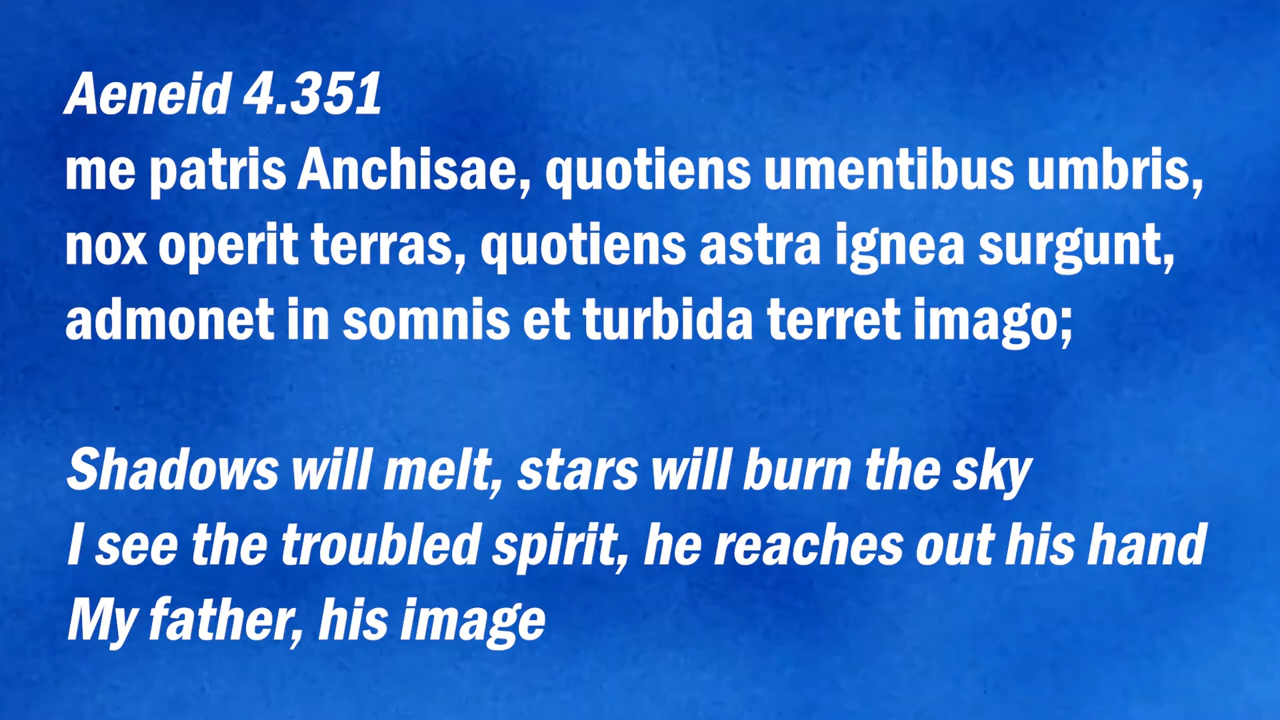 Aeneid 4.351
me patris Anchisae, quotiens umentibus umbris,
nox operit terras, quotiens astra ignea surgunt,
admonet in somnis et turbida terret imago;
Shadows will melt, stars will burn the sky
I see the troubled spirit, he reaches out his hand
My father, his image